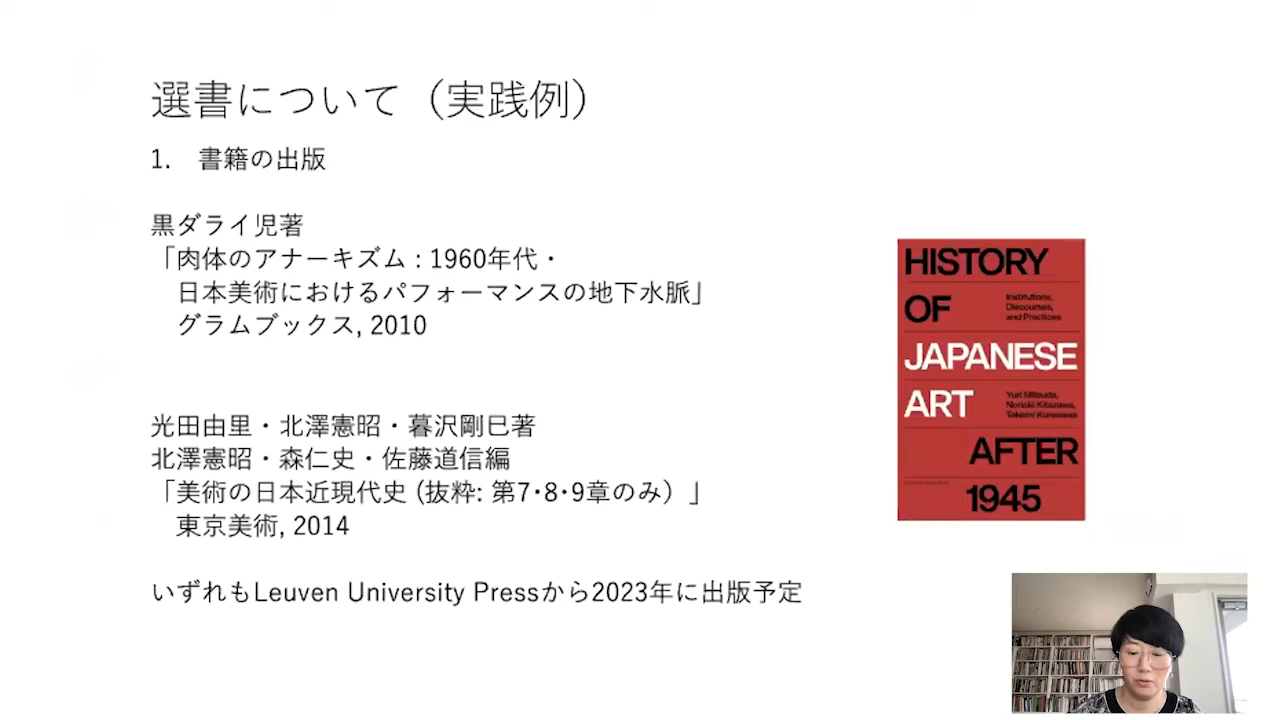 選書について（実践例）
1.　書籍の出版
黒ダライ児著
「肉体のアナーキズム : 1960年代・
日本美術におけるパフォーマンスの地下水脈」
グラムブックス, 2010
光田由里・北澤憲昭・暮沢剛巳著
北澤憲昭・森仁史・佐藤道信編
「美術の日本近現代史 (抜粋: 第7･8･9章のみ）」
東京美術, 2014
いずれもLeuven University Pressから2023年に出版予定
HISTORY
OF
Institutions,
Discourses,
and Practices
JAPANESE
ART
Yuri Mitsuda,
Noriaki Kitazawa,
Takemi Kuresawa
AFTER
1945